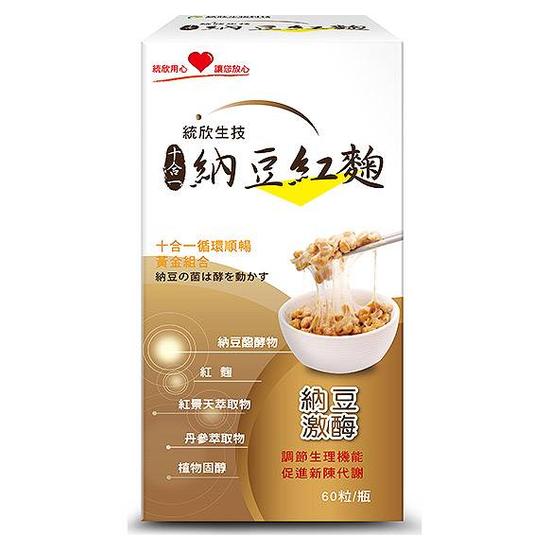 統欣用心 讓您放心
統欣生技
十合一 納豆紅麴
十合一循環順暢
黃金組合
納豆の菌は酵を動かす
納豆醱酵物
紅麴
紅景天萃取物
丹參萃取物
植物固醇
納豆
激酶
調節生理機能
促進新陳代謝
60粒/瓶